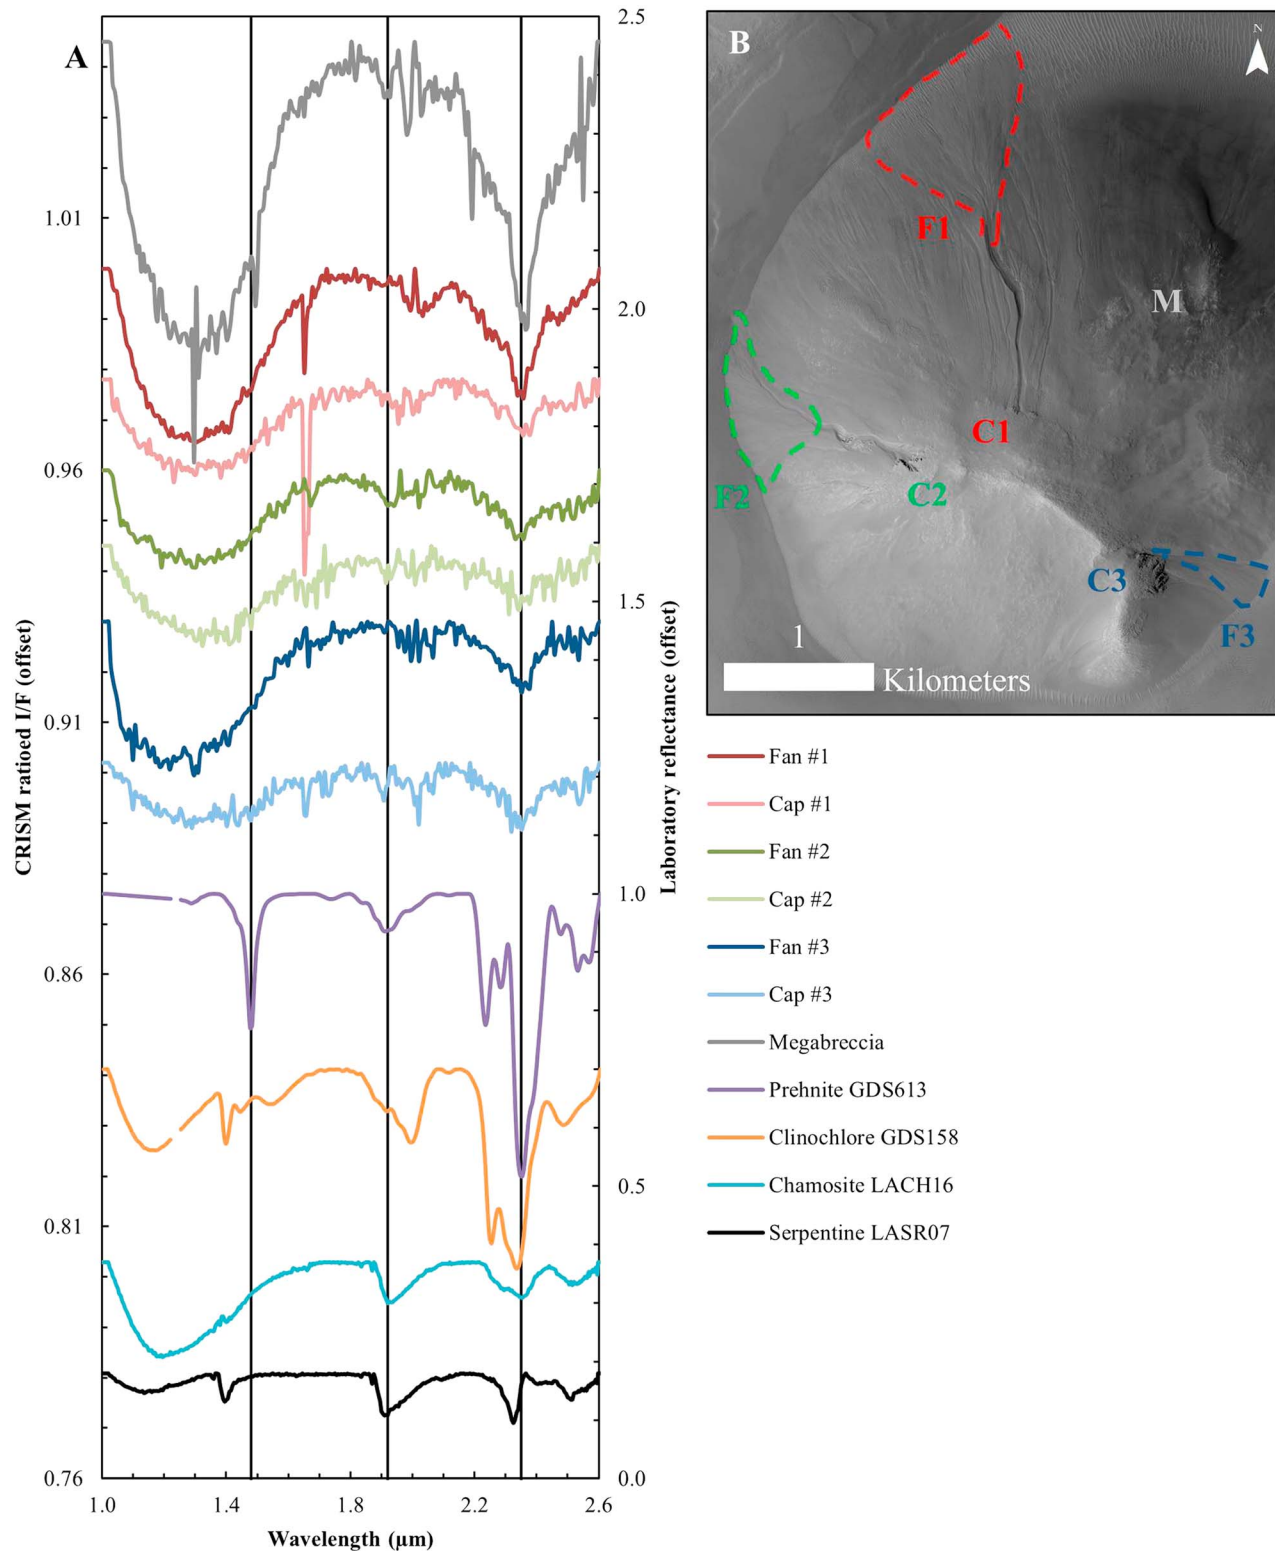 A
CRISM ratioed I/F (offset)
1.01
0.96
0.91
0.86
0.81
0.76
2.5
2.0
1.5
1.0
0.5
0.0
Laboratory reflectance (offset)
1.0 1.4 1.8 2.2 2.6
Wavelength (µm)
B
N
F1
M
C1
F2
C2
C3
F3
1
Kilometers
Fan #1
Cap #1
Fan #2
Cap #2
Fan #3
Cap #3
Megabreccia
Prehnite GDS613
Clinochlore GDS158
Chamosite LACH16
Serpentine LASR07